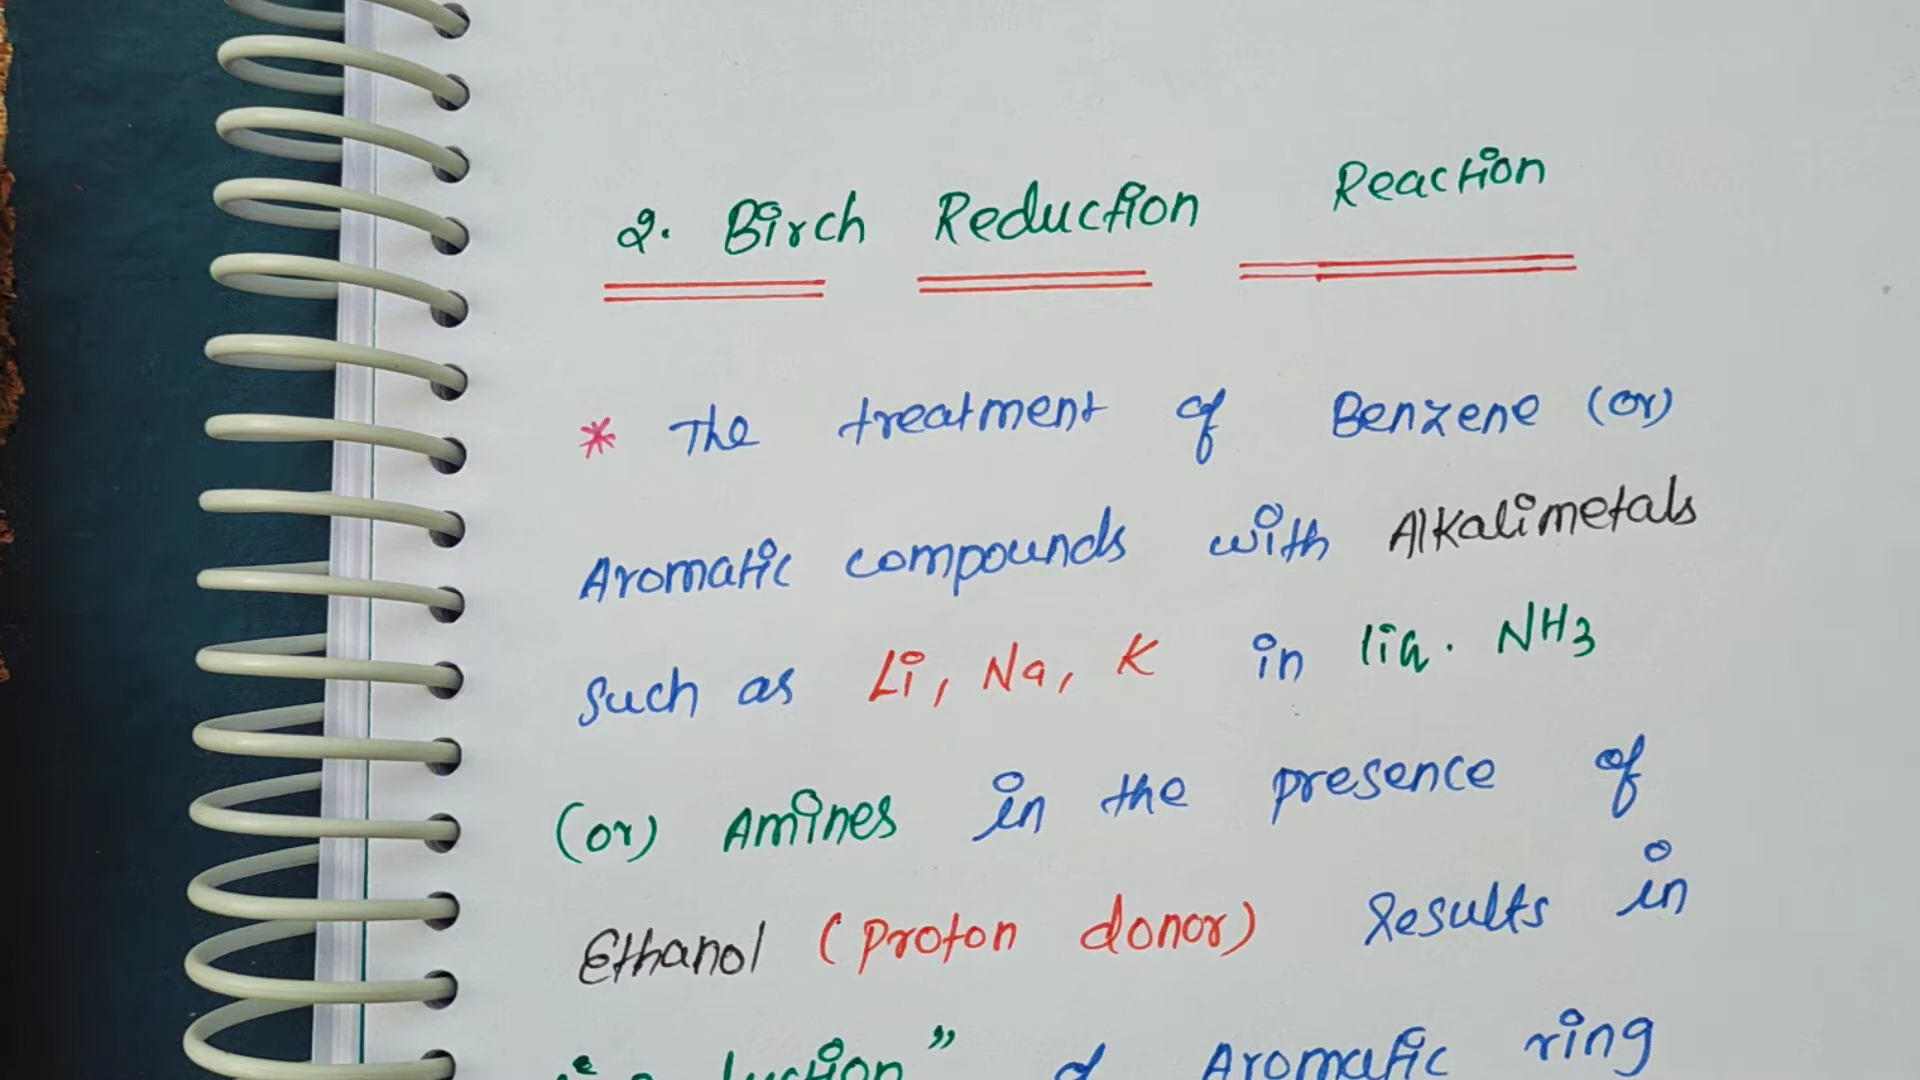 2. Birch Reduction Reaction
* The treatment of Benzene (or)
Aromatic compounds with Alkalimetals
such as Li, Na, K in liq. NH3
(or) Amines in the presence of
Ethanol (proton donor) results in
" of Aromatic ring